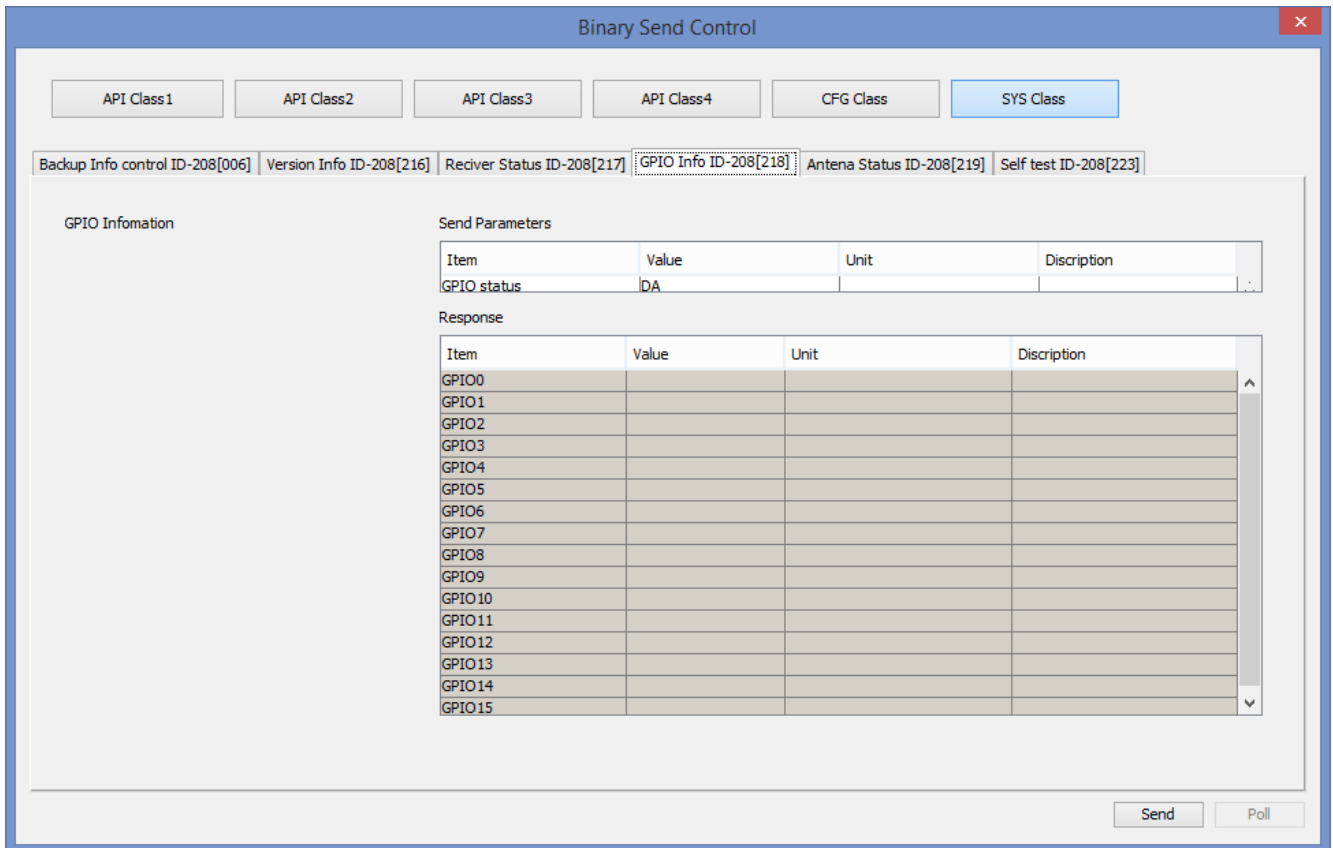 Binary Send Control
API Class1 API Class2 API Class3 API Class4 CFG Class SYS Class
Backup Info control ID-208[006] Version Info ID-208[216] Reciver Status ID-208[217] GPIO Info ID-208[218] Antena Status ID-208[219] Self test ID-208[223]
GPIO Infomation
Send Parameters
Item Value Unit Discription
GPIO status DA
Response
Item Value Unit Discription
GPIO0
GPIO1
GPIO2
GPIO3
GPIO4
GPIO5
GPIO6
GPIO7
GPIO8
GPIO9
GPIO10
GPIO11
GPIO12
GPIO13
GPIO14
GPIO15
Send Poll